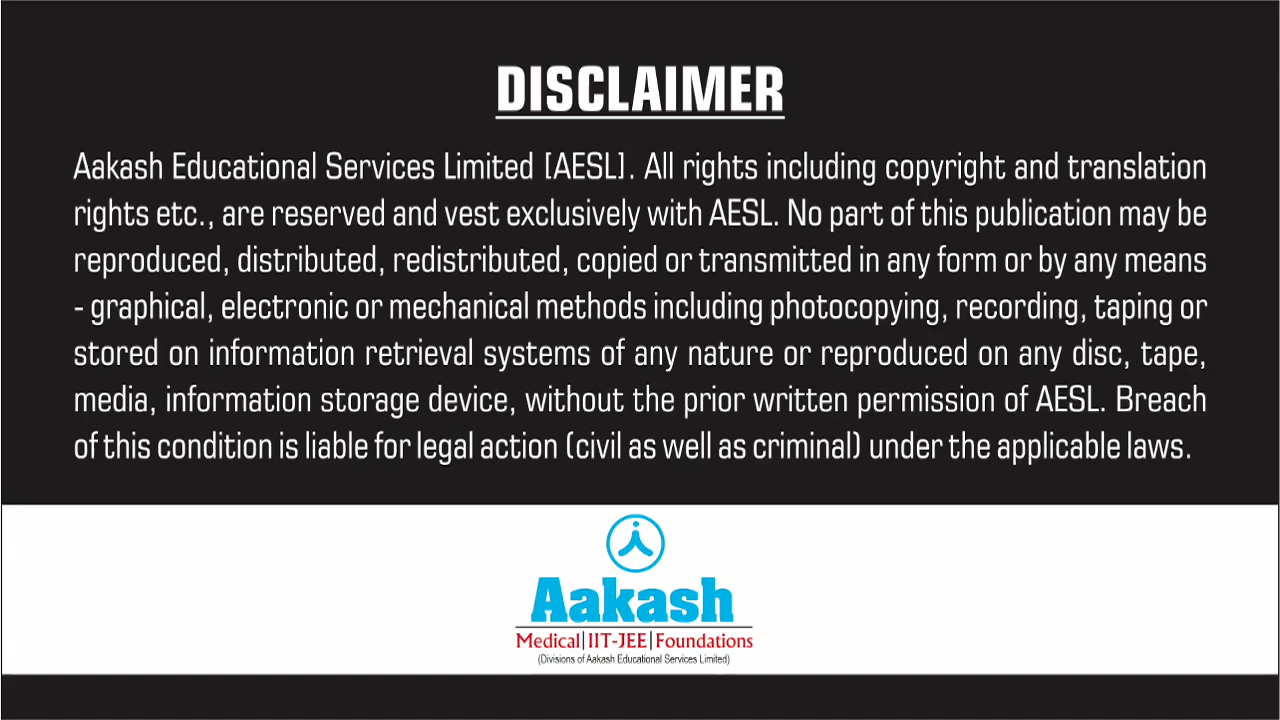 DISCLAIMER
Aakash Educational Services Limited [AESL]. All rights including copyright and translation
rights etc., are reserved and vest exclusively with AESL. No part of this publication may be
reproduced, distributed, redistributed, copied or transmitted in any form or by any means
- graphical, electronic or mechanical methods including photocopying, recording, taping or
stored on information retrieval systems of any nature or reproduced on any disc, tape,
media, information storage device, without the prior written permission of AESL. Breach
of this condition is liable for legal action (civil as well as criminal) under the applicable laws.
Aakash
Medical|IIT-JEE|Foundations
(Divisions of Aakash Educational Services Limited)